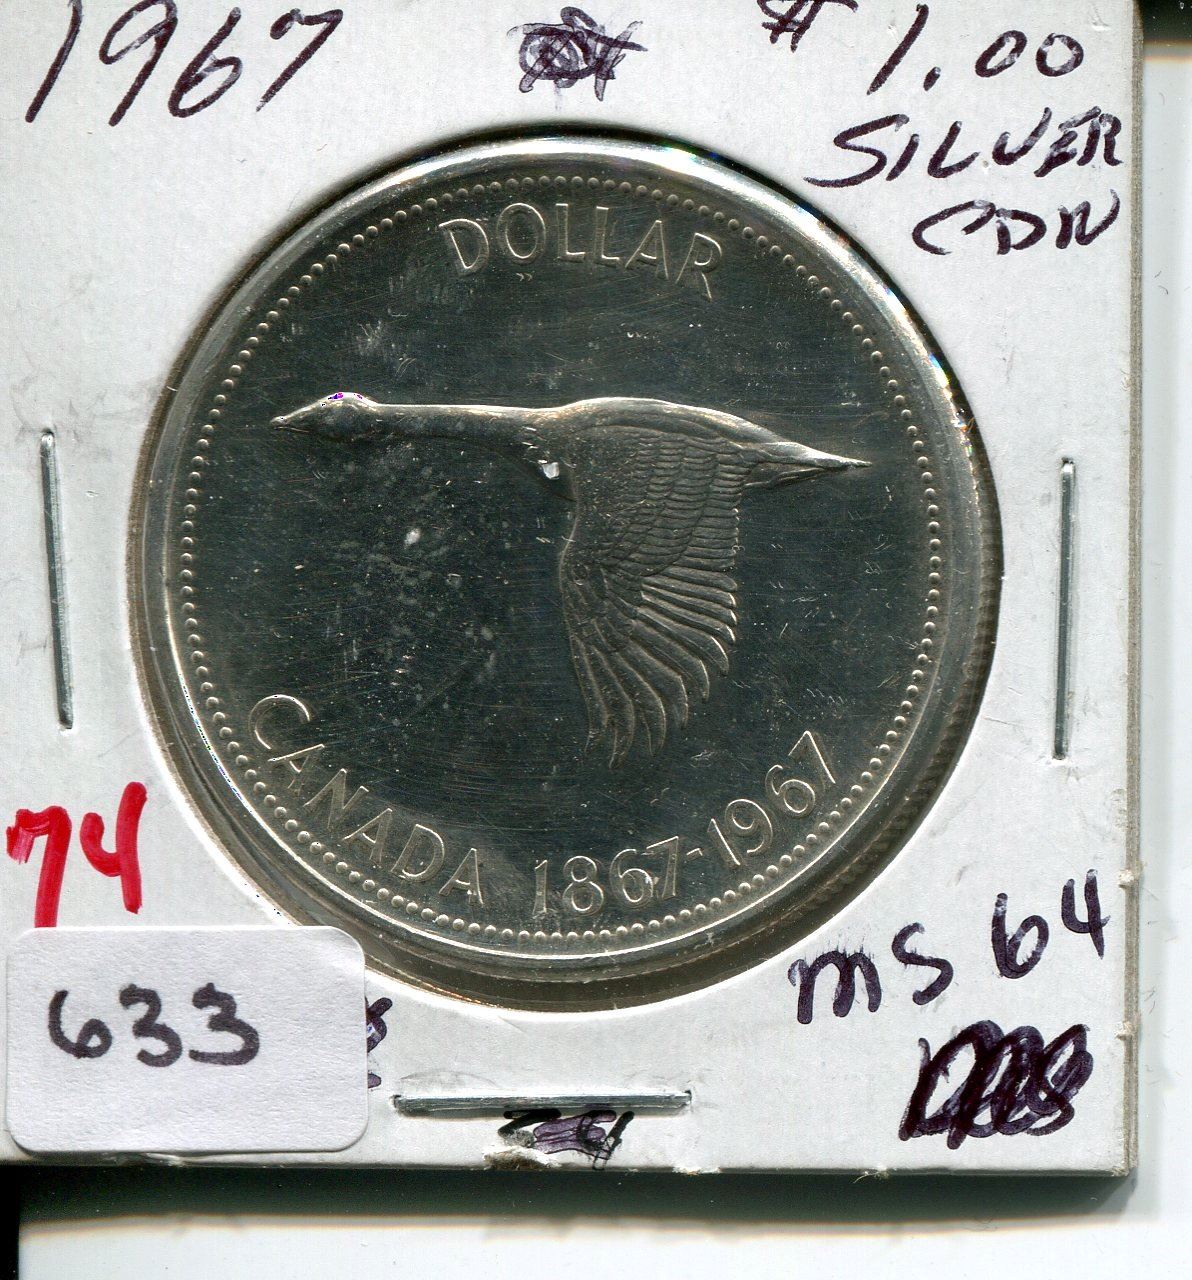 1967 $1.00
SILVER
CDN
DOLLAR
CANADA 1867-1967
74
633
MS 64